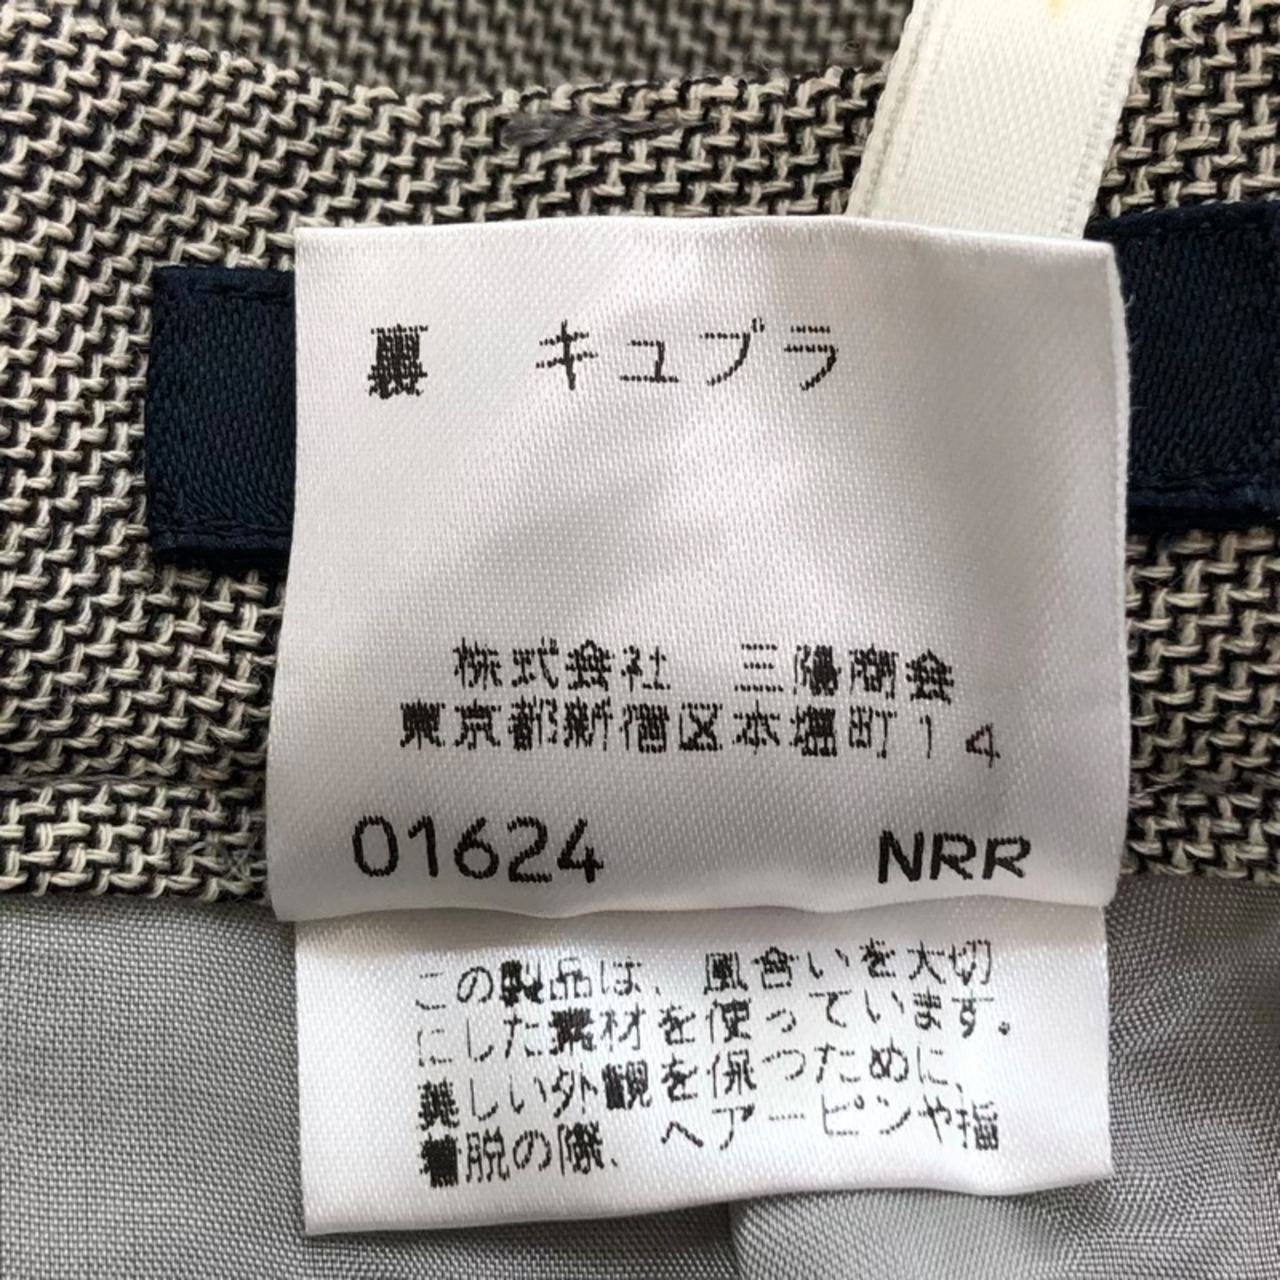 裏 キュプラ
株式会社 三陽商会
東京都新宿区本塩町14
01624 NRR
この製品は、風合いを大切
にした素材を使っています。
美しい外観を保つために、
着脱の際、ヘアーピンや指